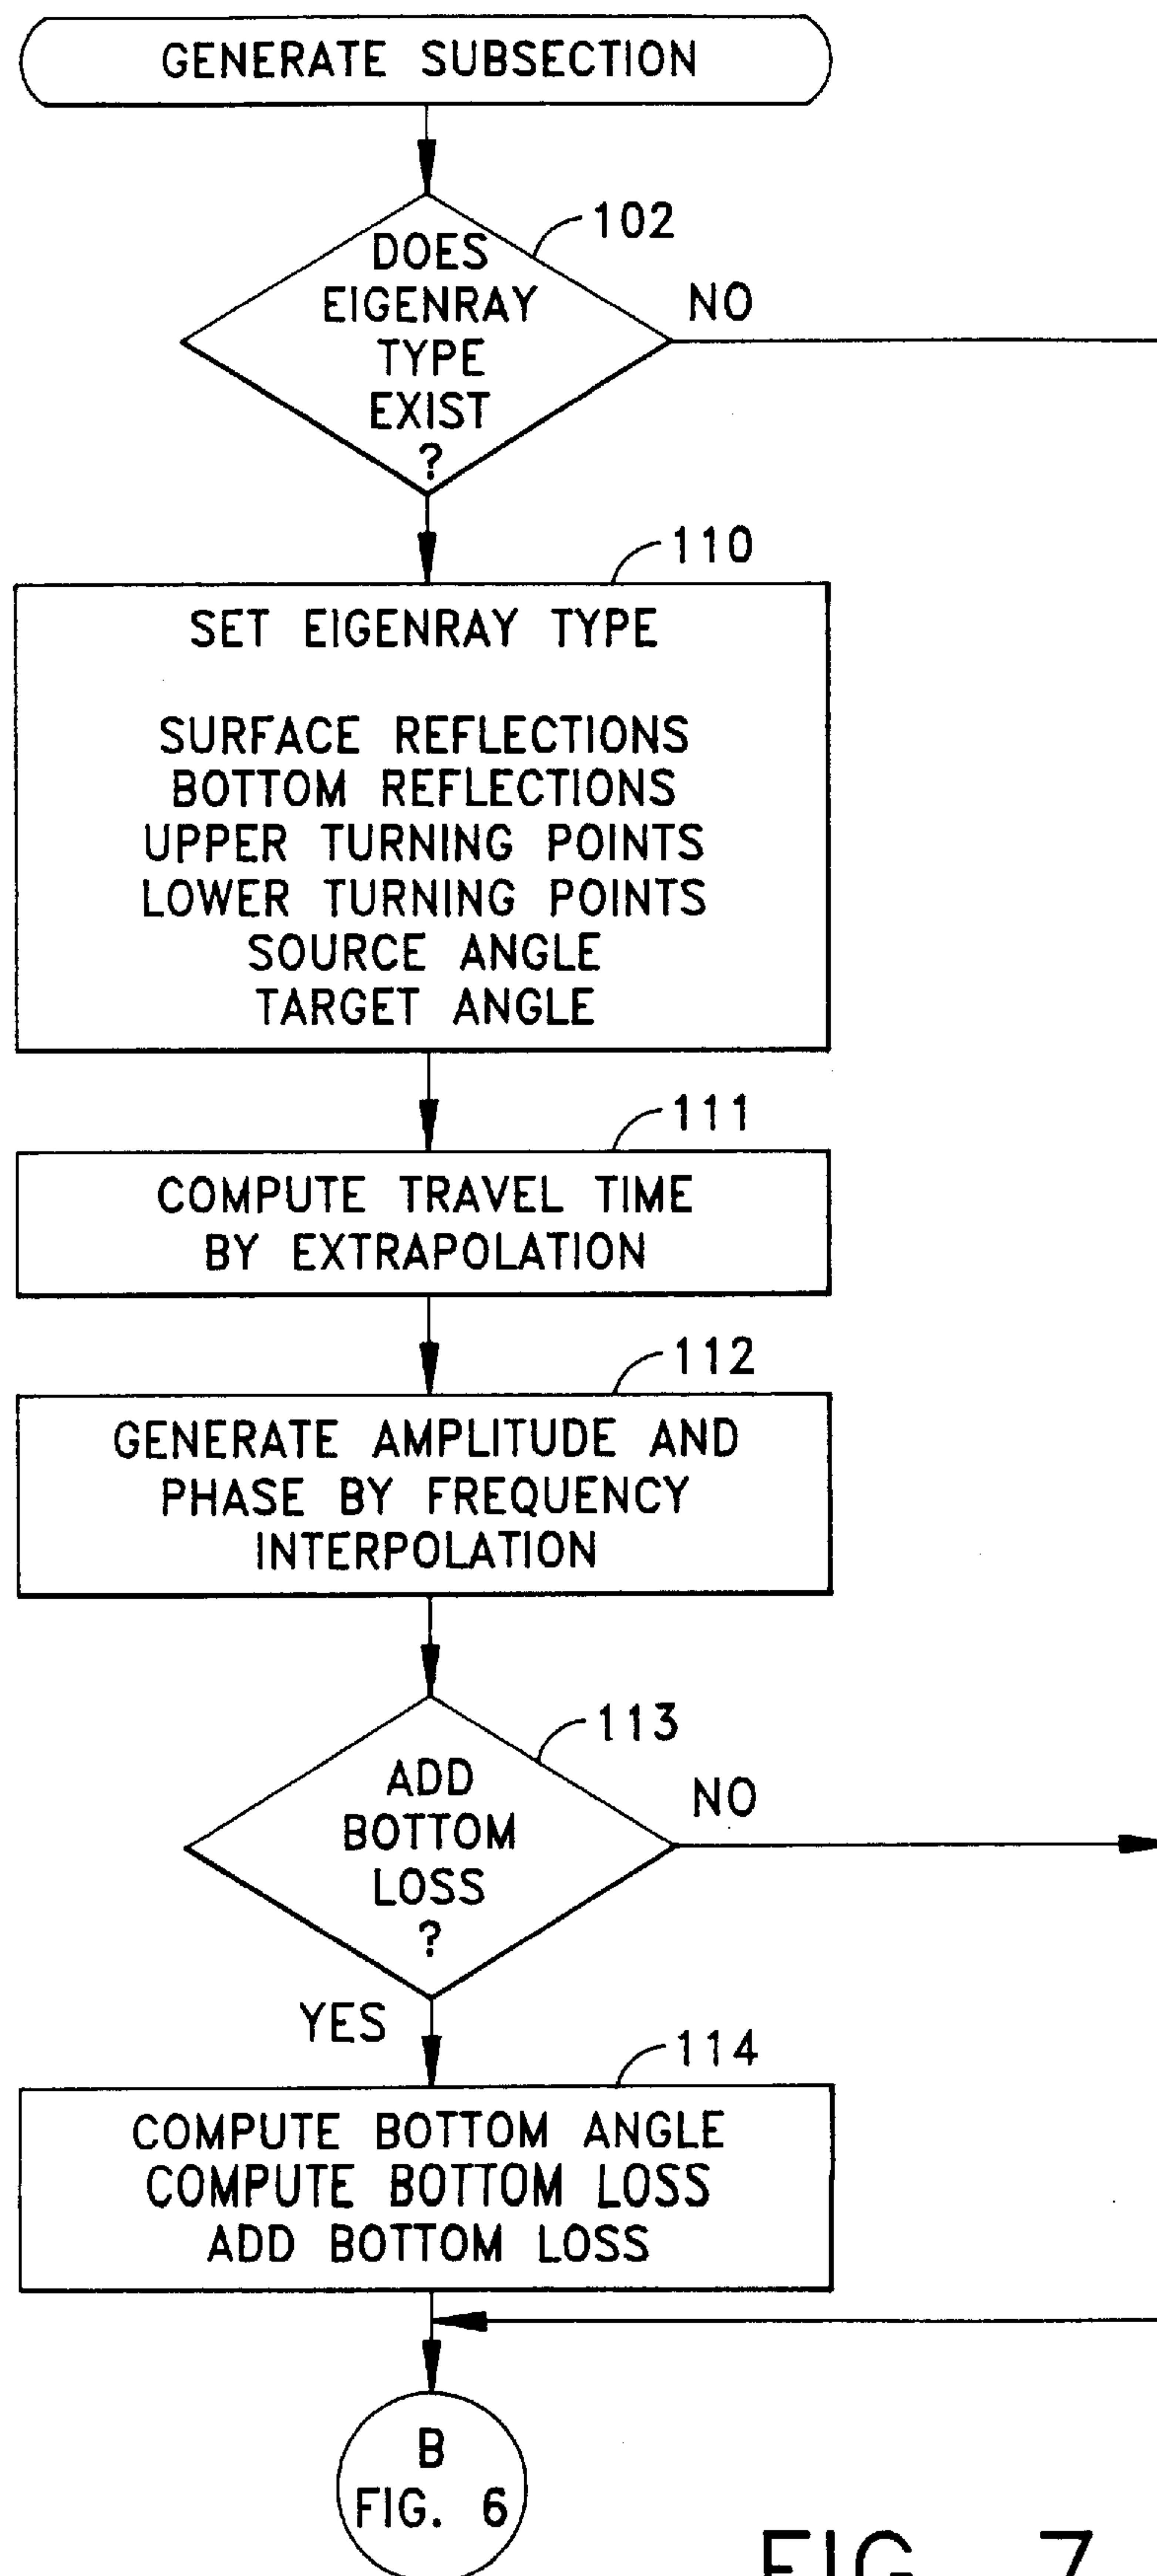 GENERATE SUBSECTION
102
DOES
EIGENRAY
TYPE
EXIST
?
NO
110
SET EIGENRAY TYPE
SURFACE REFLECTIONS
BOTTOM REFLECTIONS
UPPER TURNING POINTS
LOWER TURNING POINTS
SOURCE ANGLE
TARGET ANGLE
111
COMPUTE TRAVEL TIME
BY EXTRAPOLATION
112
GENERATE AMPLITUDE AND
PHASE BY FREQUENCY
INTERPOLATION
113
ADD
BOTTOM
LOSS
?
NO
YES
114
COMPUTE BOTTOM ANGLE
COMPUTE BOTTOM LOSS
ADD BOTTOM LOSS
B
FIG. 6
FIG. 7